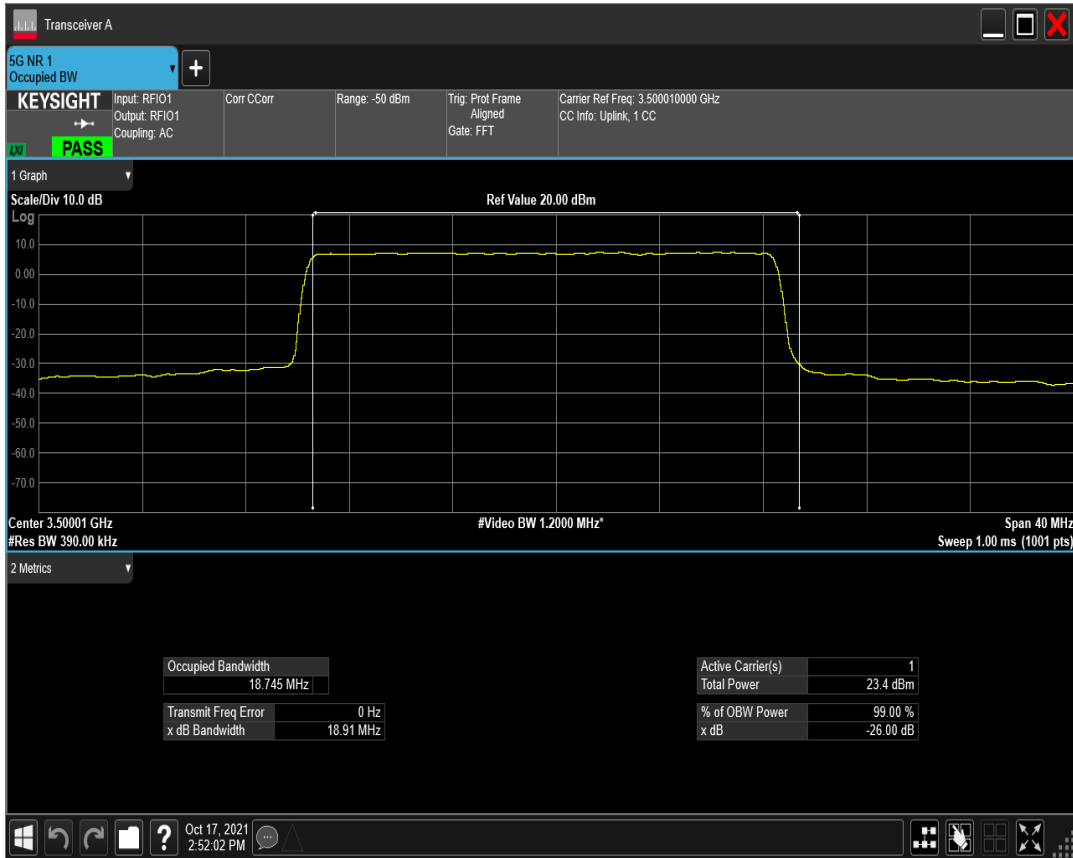 Transceiver A
5G NR 1
Occupied BW
KEYSIGHT
LXI
PASS
Input: RFIO1
Output: RFIO1
Coupling: AC
Corr CCorr
Range: -50 dBm
Trig: Prot Frame
Aligned
Gate: FFT
Carrier Ref Freq: 3.500010000 GHz
CC Info: Uplink, 1 CC
1 Graph
Scale/Div 10.0 dB
Ref Value 20.00 dBm
Log
10.0
0.00
-10.0
-20.0
-30.0
-40.0
-50.0
-60.0
-70.0
Center 3.50001 GHz
#Video BW 1.2000 MHz*
Span 40 MHz
#Res BW 390.00 kHz
Sweep 1.00 ms (1001 pts)
2 Metrics
Occupied Bandwidth
18.745 MHz
Transmit Freq Error 0 Hz
x dB Bandwidth 18.91 MHz
Active Carrier(s) 1
Total Power 23.4 dBm
% of OBW Power 99.00 %
x dB -26.00 dB
?
Oct 17, 2021
2:52:02 PM